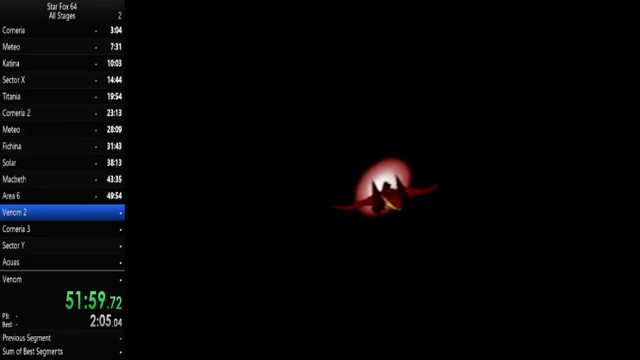 Star Fox 64
All Stages 2
Corneria - 3:04
Meteo - 7:31
Katina - 10:03
Sector X - 14:44
Titania - 19:54
Corneria 2 - 23:13
Meteo - 28:09
Fichina - 31:43
Solar - 38:13
Macbeth - 43:35
Area 6 - 49:54
Venom 2 -
Corneria 3 -
Sector Y -
Aquas -
Venom -
51:59.72
PB: -
Best: - 2:05.04
Previous Segment -
Sum of Best Segments -